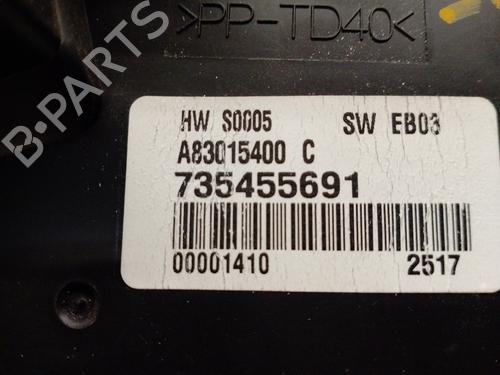 >PP-TD40<
HW S0005 SW EB03
A83015400 C
735455691
00001410 2517
B-PARTS